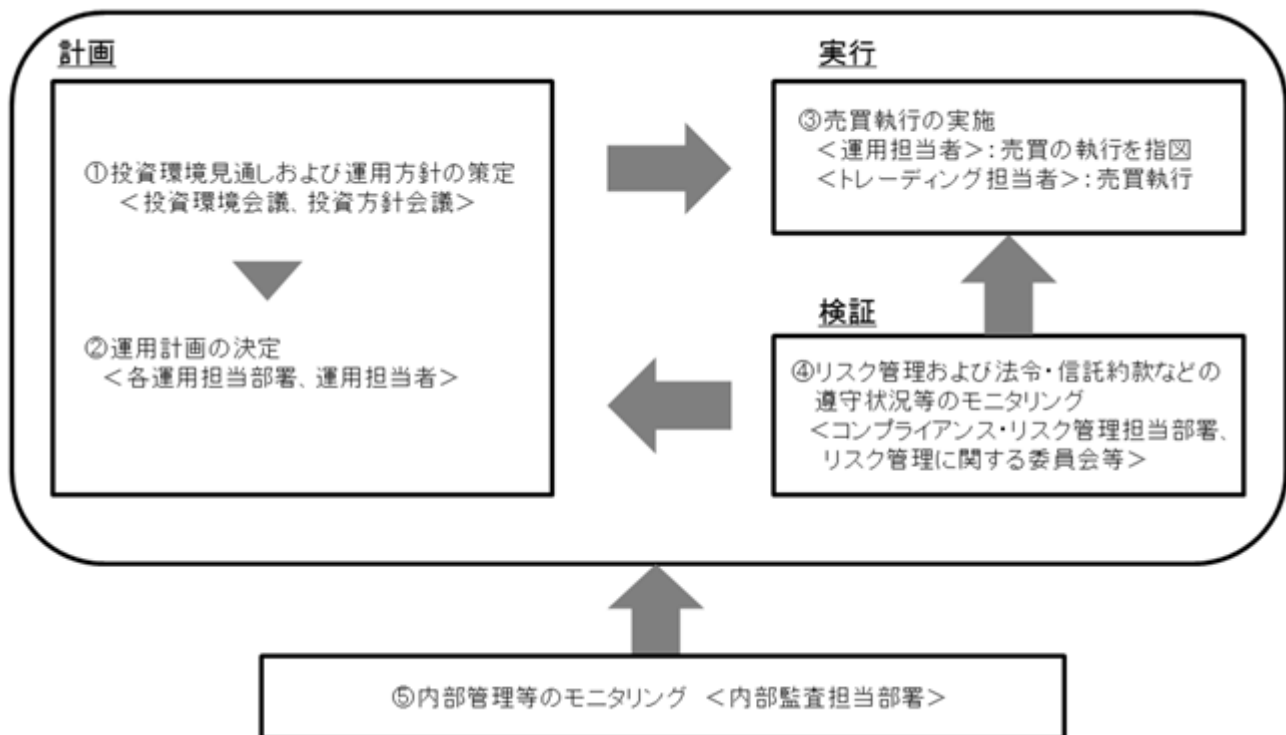 計画
①投資環境見通しおよび運用方針の策定
<投資環境会議、投資方針会議>
②運用計画の決定
<各運用担当部署、運用担当者>
実行
③売買執行の実施
<運用担当者>:売買の執行を指図
<トレーディング担当者>:売買執行
検証
④リスク管理および法令・信託約款などの
遵守状況等のモニタリング
<コンプライアンス・リスク管理担当部署、
リスク管理に関する委員会等>
⑤内部管理等のモニタリング <内部監査担当部署>